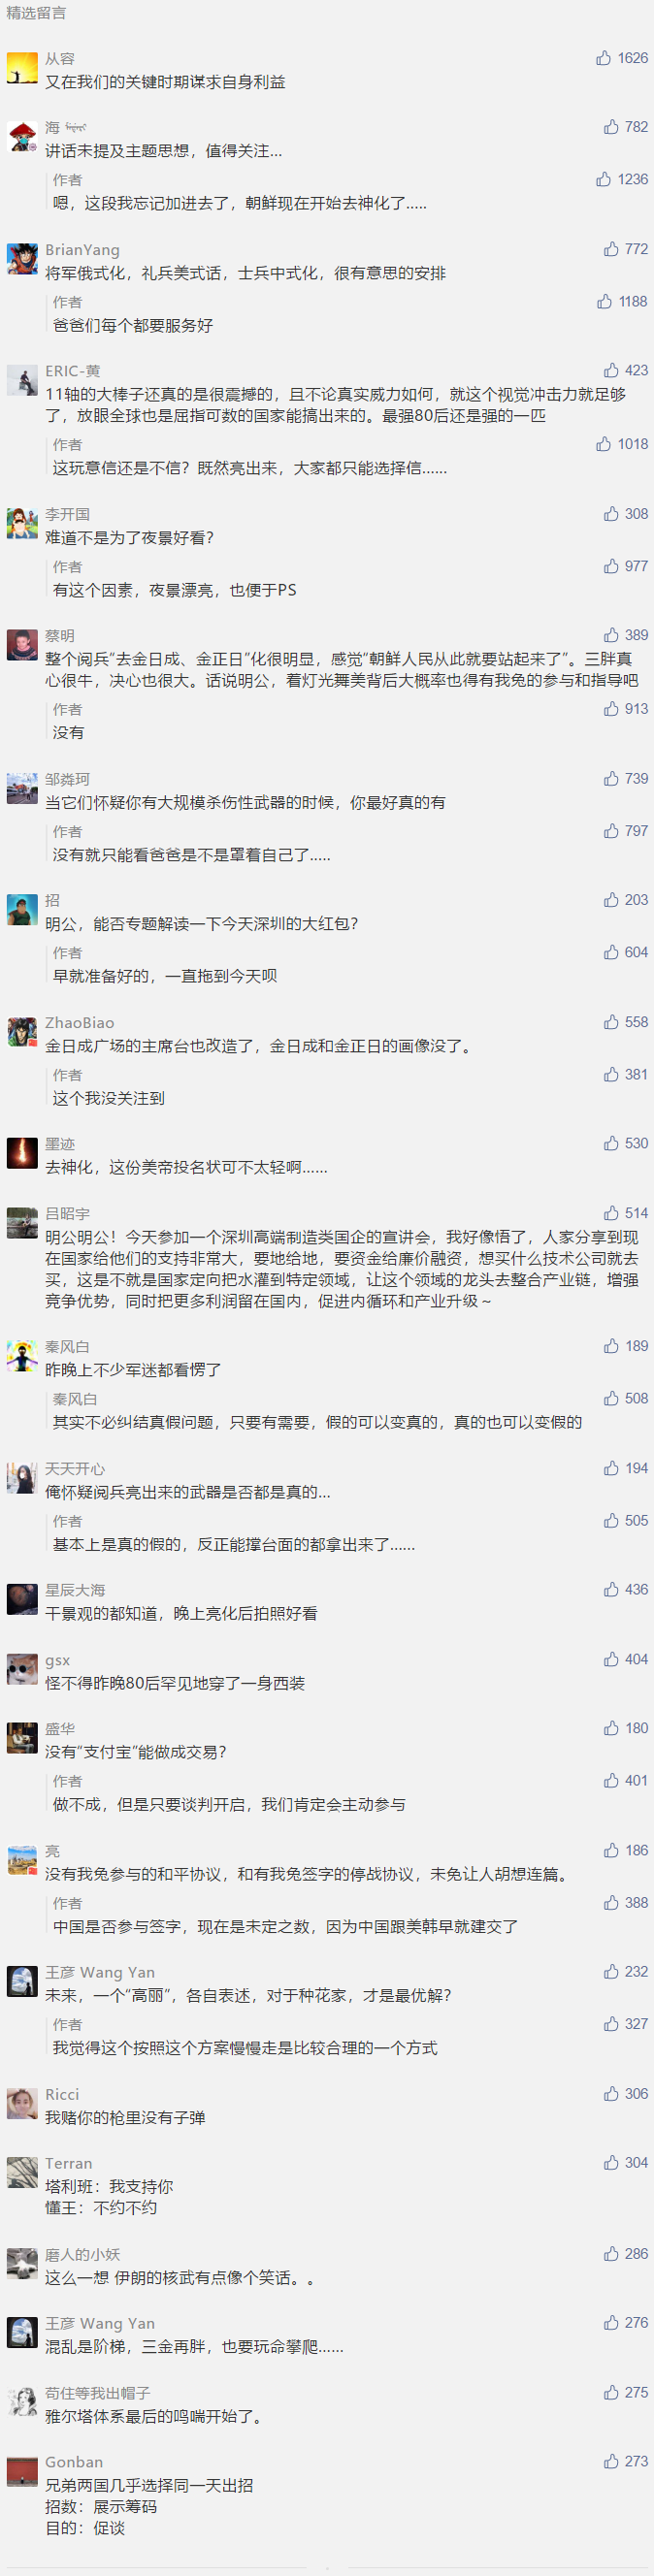 精选留言
从容
1626
又在我们的关键时期谋求自身利益
海
782
讲话未提及主题思想，值得关注...
作者
1236
嗯，这段我忘记加进去了，朝鲜现在开始去神化了.....
BrianYang
772
将军俄式化，礼兵美式话，士兵中式化，很有意思的安排
作者
1188
爸爸们每个都要服务好
ERIC-黄
423
11轴的大棒子还真的是很震撼的，且不论真实威力如何，就这个视觉冲击力就足够
了，放眼全球也是屈指可数的国家能搞出来的。最强80后还是强的一匹
作者
1018
这玩意信还是不信？既然亮出来，大家都只能选择信......
李开国
308
难道不是为了夜景好看？
作者
977
有这个因素，夜景漂亮，也便于PS
蔡明
389
整个阅兵“去金日成、金正日”化很明显，感觉“朝鲜人民从此就要站起来了”。三胖真
心很牛，决心也很大。话说明公，着灯光舞美背后大概率也得有我兔的参与和指导吧
作者
913
没有
邹粦珂
739
当它们怀疑你有大规模杀伤性武器的时候，你最好真的有
作者
797
没有就只能看爸爸是不是罩着自己了.....
招
203
明公，能否专题解读一下今天深圳的大红包？
作者
604
早就准备好的，一直拖到今天呗
ZhaoBiao
558
金日成广场的主席台也改造了，金日成和金正日的画像没了。
作者
381
这个我没关注到
墨迹
530
去神化，这份美帝投名状可不太轻啊......
吕昭宇
514
明公明公！今天参加一个深圳高端制造类国企的宣讲会，我好像悟了，人家分享到现
在国家给他们的支持非常大，要地给地，要资金给廉价融资，想买什么技术公司就去
买，这是不就是国家定向把水灌到特定领域，让这个领域的龙头去整合产业链，增强
竞争优势，同时把更多利润留在国内，促进内循环和产业升级～
秦风白
189
昨晚上不少军迷都看愣了
秦风白
508
其实不必纠结真假问题，只要有需要，假的可以变真的，真的也可以变假的
天天开心
194
俺怀疑阅兵亮出来的武器是否都是真的...
作者
505
基本上是真的假的，反正能撑台面的都拿出来了......
星辰大海
436
干景观的都知道，晚上亮化后拍照好看
gsx
404
怪不得昨晚80后罕见地穿了一身西装
盛华
180
没有“支付宝”能做成交易？
作者
401
做不成，但是只要谈判开启，我们肯定会主动参与
亮
186
没有我兔参与的和平协议，和有我兔签字的停战协议，未免让人胡想连篇。
作者
388
中国是否参与签字，现在是未定之数，因为中国跟美韩早就建交了
王彦 Wang Yan
232
未来，一个“高丽”，各自表述，对于种花家，才是最优解？
作者
327
我觉得这个按照这个方案慢慢走是比较合理的一个方式
Ricci
306
我赌你的枪里没有子弹
Terran
304
塔利班：我支持你
懂王：不约不约
磨人的小妖
286
这么一想 伊朗的核武有点像个笑话。。
王彦 Wang Yan
276
混乱是阶梯，三金再胖，也要玩命攀爬......
苟住等我出帽子
275
雅尔塔体系最后的鸣喘开始了。
Gonban
273
兄弟两国几乎选择同一天出招
招数：展示筹码
目的：促谈